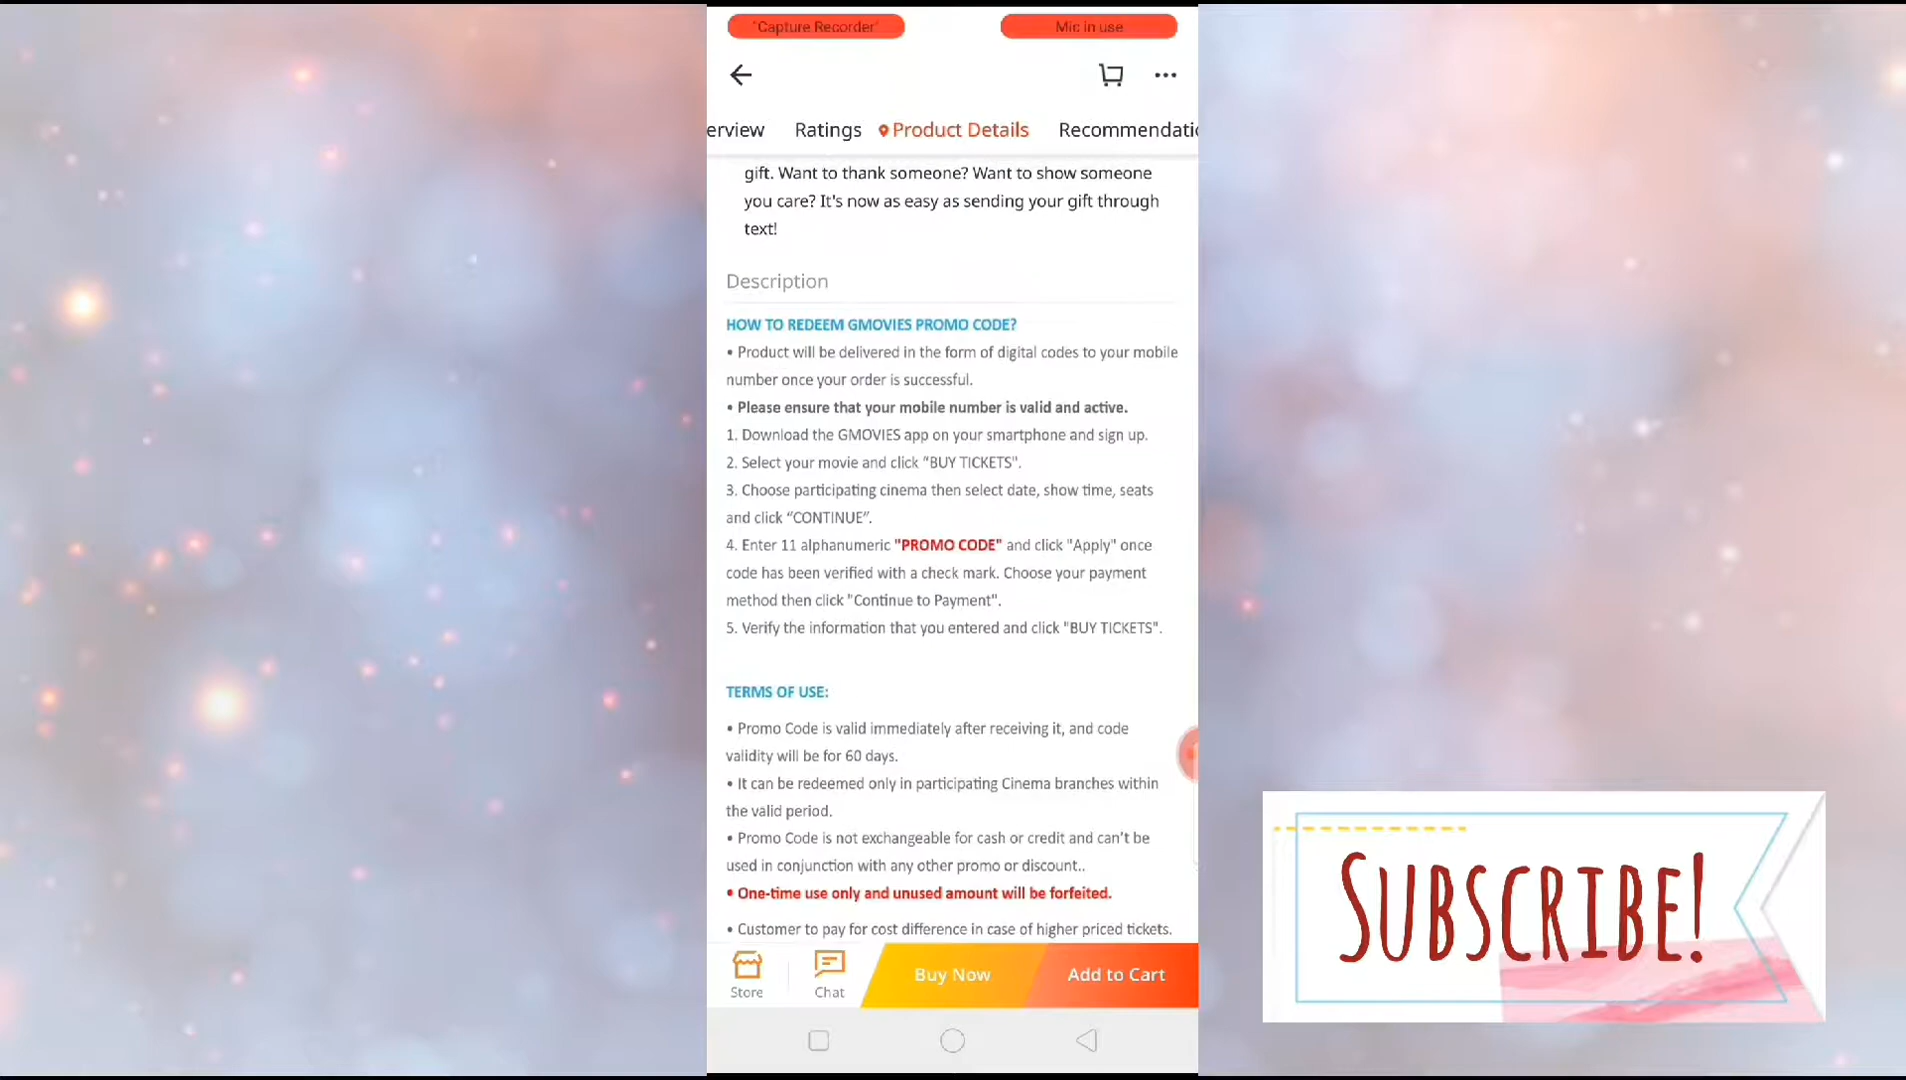 "Capture Recorder"
Mic in use
erview
Ratings
Product Details
Recommendatio
gift. Want to thank someone? Want to show someone
you care? It's now as easy as sending your gift through
text!
Description
HOW TO REDEEM GMOVIES PROMO CODE?
• Product will be delivered in the form of digital codes to your mobile
number once your order is successful.
• Please ensure that your mobile number is valid and active.
1. Download the GMOVIES app on your smartphone and sign up.
2. Select your movie and click “BUY TICKETS".
3. Choose participating cinema then select date, show time, seats
and click “CONTINUE”.
4. Enter 11 alphanumeric "PROMO CODE" and click "Apply" once
code has been verified with a check mark. Choose your payment
method then click "Continue to Payment".
5. Verify the information that you entered and click "BUY TICKETS".
TERMS OF USE:
• Promo Code is valid immediately after receiving it, and code
validity will be for 60 days.
• It can be redeemed only in participating Cinema branches within
the valid period.
• Promo Code is not exchangeable for cash or credit and can’t be
used in conjunction with any other promo or discount..
• One-time use only and unused amount will be forfeited.
• Customer to pay for cost difference in case of higher priced tickets.
Store
Chat
Buy Now
Add to Cart
SUBSCRIBE!